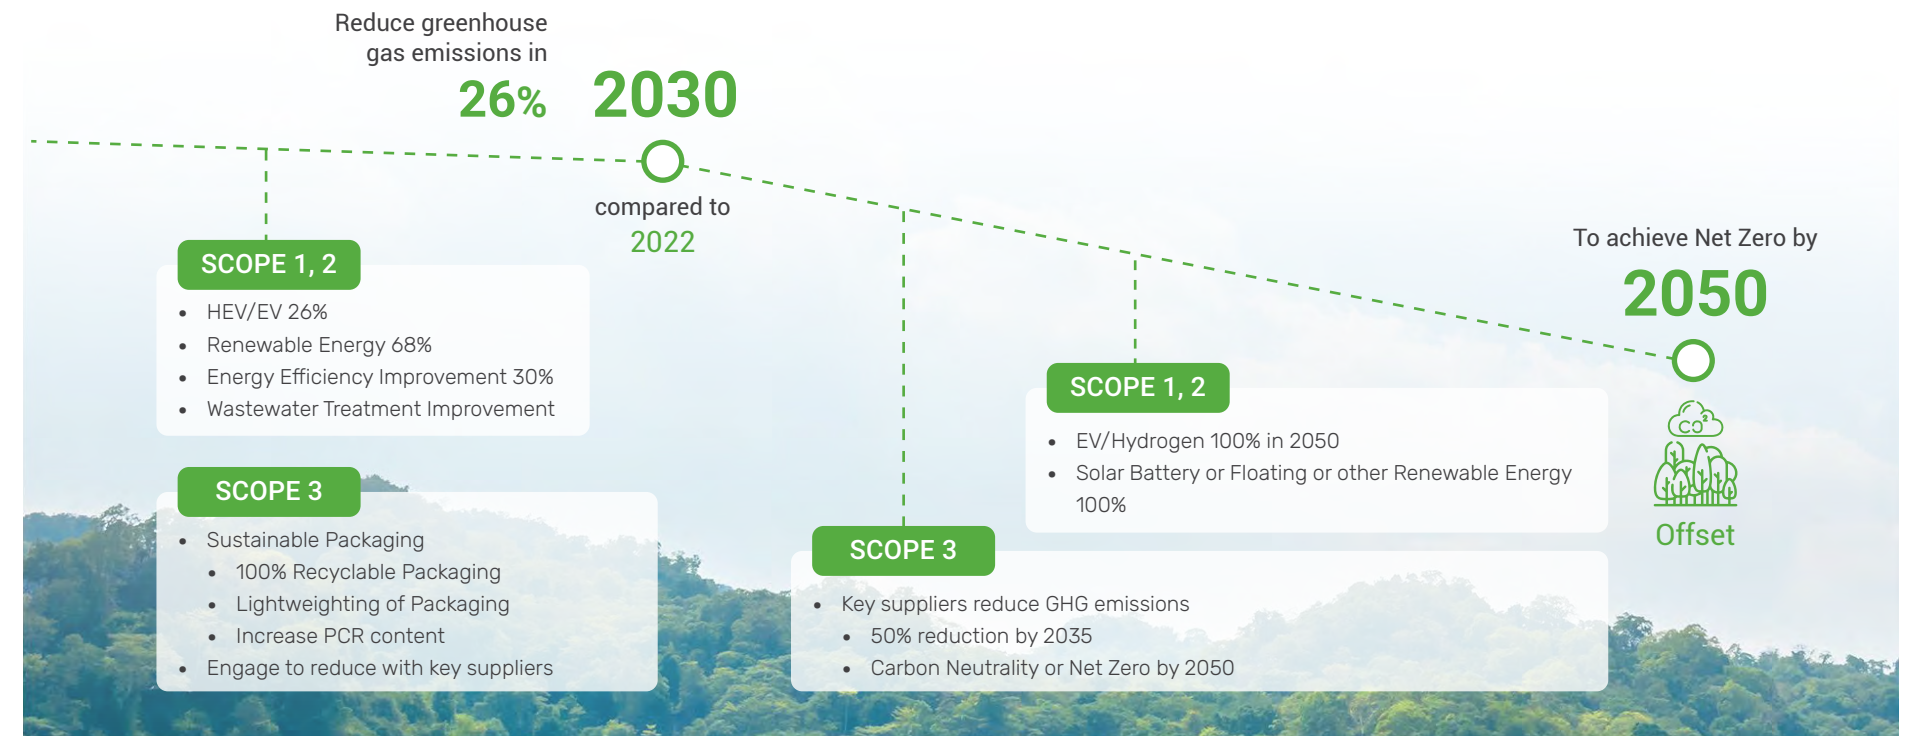 Reduce greenhouse
gas emissions in
26%
2030
compared to
2022
SCOPE 1, 2
• HEV/EV 26%
• Renewable Energy 68%
• Energy Efficiency Improvement 30%
• Wastewater Treatment Improvement
SCOPE 3
• Sustainable Packaging
• 100% Recyclable Packaging
• Lightweighting of Packaging
• Increase PCR content
• Engage to reduce with key suppliers
SCOPE 3
• Key suppliers reduce GHG emissions
• 50% reduction by 2035
• Carbon Neutrality or Net Zero by 2050
SCOPE 1, 2
• EV/Hydrogen 100% in 2050
• Solar Battery or Floating or other Renewable Energy
100%
To achieve Net Zero by
2050
CO²
Offset